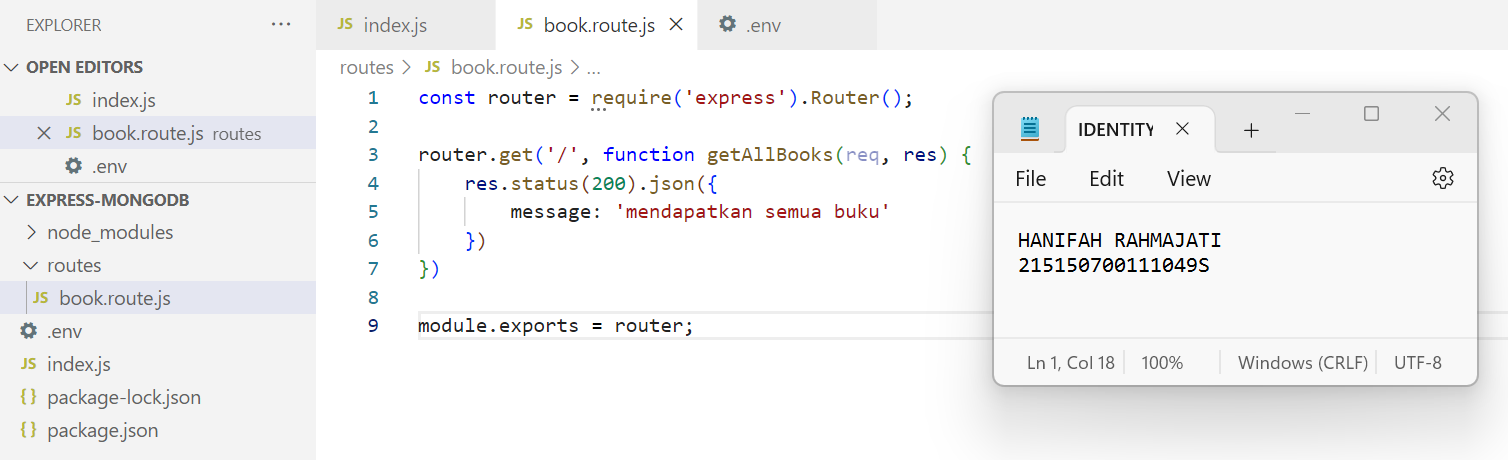 EXPLORER
OPEN EDITORS
JS index.js
JS book.route.js routes
.env
EXPRESS-MONGODB
node_modules
routes
JS book.route.js
.env
JS index.js
{} package-lock.json
{} package.json
JS index.js
JS book.route.js
.env
routes > JS book.route.js > ...
1 const router = require('express').Router();
2
3 router.get('/', function getAllBooks(req, res) {
4     res.status(200).json({
5         message: 'mendapatkan semua buku'
6     })
7 })
8
9 module.exports = router;
IDENTITY
File Edit View
HANIFAH RAHMAJATI
215150700111049S
Ln 1, Col 18 100% Windows (CRLF) UTF-8